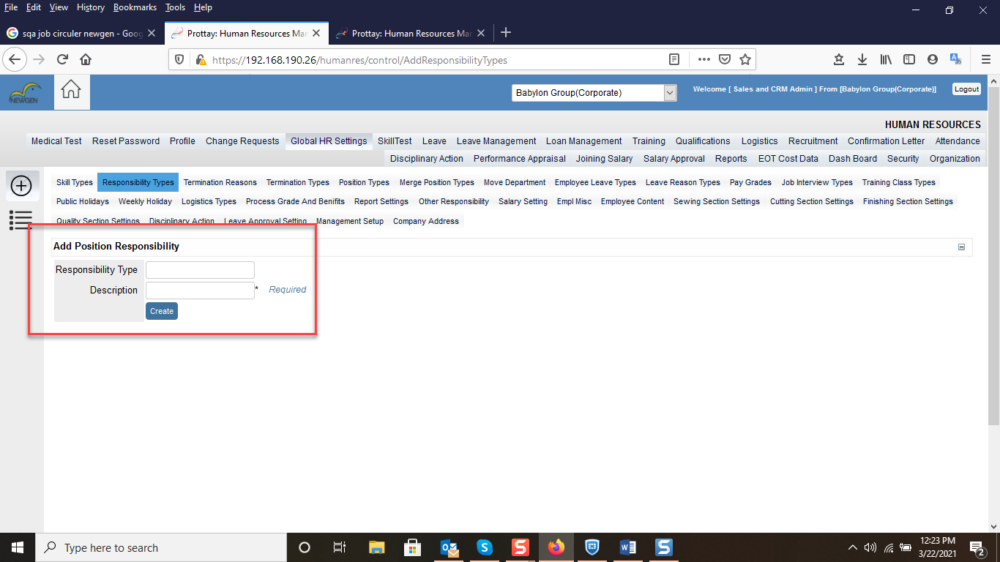 File Edit View History Bookmarks Tools Help
sqa job circuler newgen - Goog
Prottay: Human Resources Mar
Prottay: Human Resources Mar
https://192.168.190.26/humanres/control/AddResponsibilityTypes
NEWGEN
Babylon Group(Corporate)
Welcome [ Sales and CRM Admin ] From [Babylon Group(Corporate)]
Logout
HUMAN RESOURCES
Medical Test Reset Password Profile Change Requests Global HR Settings SkillTest Leave Leave Management Loan Management Training Qualifications Logistics Recruitment Confirmation Letter Attendance
Disciplinary Action Performance Appraisal Joining Salary Salary Approval Reports EOT Cost Data Dash Board Security Organization
Skill Types Responsibility Types Termination Reasons Termination Types Position Types Merge Position Types Move Department Employee Leave Types Leave Reason Types Pay Grades Job Interview Types Training Class Types
Public Holidays Weekly Holiday Logistics Types Process Grade And Benifits Report Settings Other Responsibility Salary Setting Empl Misc Employee Content Sewing Section Settings Cutting Section Settings Finishing Section Settings
Quality Section Settings Disciplinary Action Leave Approval Setting Management Setup Company Address
Add Position Responsibility
Responsibility Type
Description * Required
Create
Type here to search
12:23 PM
3/22/2021
2